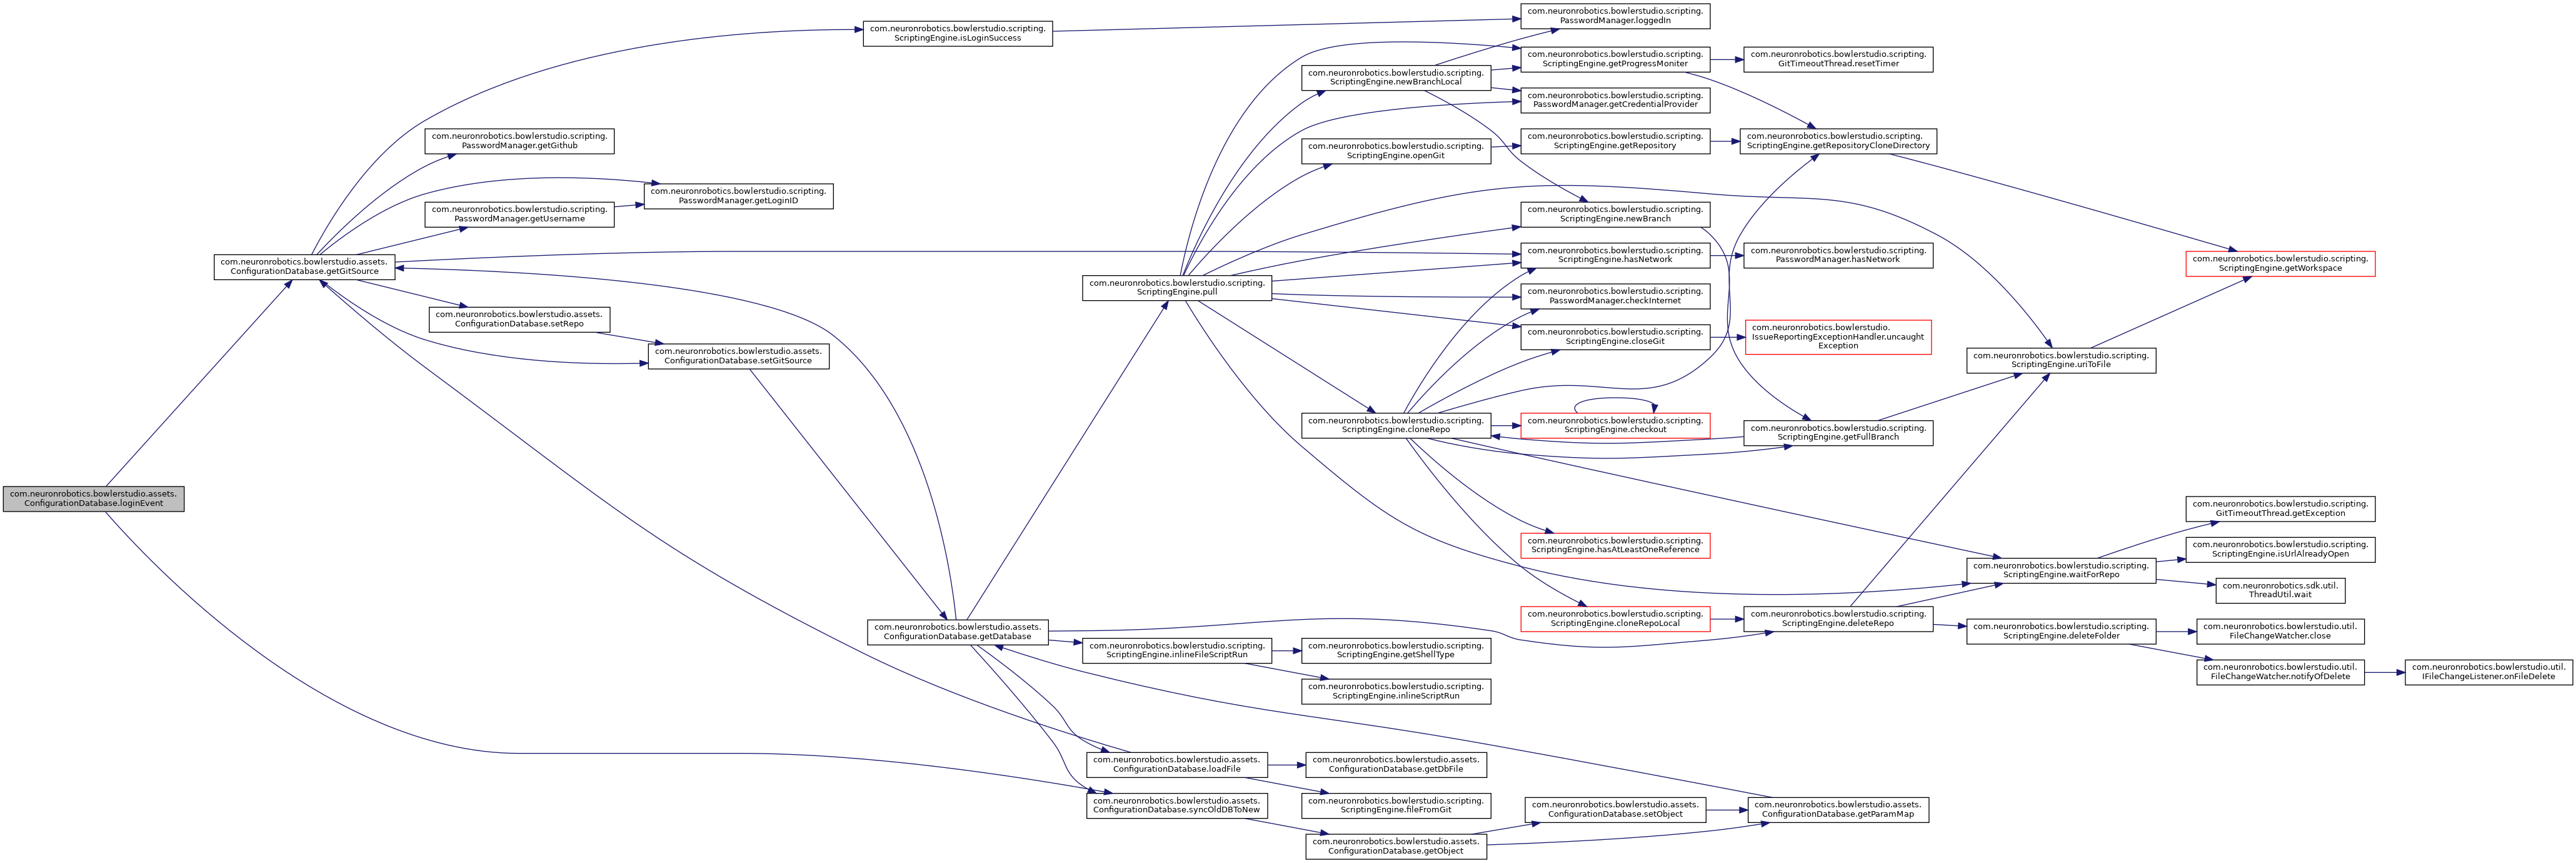 com.neuronrobotics.bowlerstudio.assets.
ConfigurationDatabase.loginEvent
com.neuronrobotics.bowlerstudio.assets.
ConfigurationDatabase.getGitSource
com.neuronrobotics.bowlerstudio.scripting.
PasswordManager.getGithub
com.neuronrobotics.bowlerstudio.scripting.
PasswordManager.getUsername
com.neuronrobotics.bowlerstudio.assets.
ConfigurationDatabase.setRepo
com.neuronrobotics.bowlerstudio.scripting.
PasswordManager.getLoginID
com.neuronrobotics.bowlerstudio.assets.
ConfigurationDatabase.setGitSource
com.neuronrobotics.bowlerstudio.scripting.
ScriptingEngine.isLoginSuccess
com.neuronrobotics.bowlerstudio.assets.
ConfigurationDatabase.getDatabase
com.neuronrobotics.bowlerstudio.scripting.
ScriptingEngine.pull
com.neuronrobotics.bowlerstudio.scripting.
ScriptingEngine.inlineFileScriptRun
com.neuronrobotics.bowlerstudio.assets.
ConfigurationDatabase.loadFile
com.neuronrobotics.bowlerstudio.assets.
ConfigurationDatabase.syncOldDBToNew
com.neuronrobotics.bowlerstudio.scripting.
ScriptingEngine.newBranchLocal
com.neuronrobotics.bowlerstudio.scripting.
ScriptingEngine.openGit
com.neuronrobotics.bowlerstudio.scripting.
ScriptingEngine.cloneRepo
com.neuronrobotics.bowlerstudio.scripting.
ScriptingEngine.getShellType
com.neuronrobotics.bowlerstudio.scripting.
ScriptingEngine.inlineScriptRun
com.neuronrobotics.bowlerstudio.assets.
ConfigurationDatabase.getDbFile
com.neuronrobotics.bowlerstudio.scripting.
ScriptingEngine.fileFromGit
com.neuronrobotics.bowlerstudio.assets.
ConfigurationDatabase.getObject
com.neuronrobotics.bowlerstudio.scripting.
PasswordManager.loggedIn
com.neuronrobotics.bowlerstudio.scripting.
ScriptingEngine.getProgressMoniter
com.neuronrobotics.bowlerstudio.scripting.
PasswordManager.getCredentialProvider
com.neuronrobotics.bowlerstudio.scripting.
ScriptingEngine.getRepository
com.neuronrobotics.bowlerstudio.scripting.
ScriptingEngine.newBranch
com.neuronrobotics.bowlerstudio.scripting.
ScriptingEngine.hasNetwork
com.neuronrobotics.bowlerstudio.scripting.
PasswordManager.checkInternet
com.neuronrobotics.bowlerstudio.scripting.
ScriptingEngine.closeGit
com.neuronrobotics.bowlerstudio.scripting.
ScriptingEngine.checkout
com.neuronrobotics.bowlerstudio.scripting.
ScriptingEngine.hasAtLeastOneReference
com.neuronrobotics.bowlerstudio.scripting.
ScriptingEngine.cloneRepoLocal
com.neuronrobotics.bowlerstudio.assets.
ConfigurationDatabase.setObject
com.neuronrobotics.bowlerstudio.scripting.
GitTimeoutThread.resetTimer
com.neuronrobotics.bowlerstudio.scripting.
ScriptingEngine.getRepositoryCloneDirectory
com.neuronrobotics.bowlerstudio.scripting.
PasswordManager.hasNetwork
com.neuronrobotics.bowlerstudio.
IssueReportingExceptionHandler.uncaught
Exception
com.neuronrobotics.bowlerstudio.scripting.
ScriptingEngine.getFullBranch
com.neuronrobotics.bowlerstudio.scripting.
ScriptingEngine.deleteRepo
com.neuronrobotics.bowlerstudio.assets.
ConfigurationDatabase.getParamMap
com.neuronrobotics.bowlerstudio.scripting.
ScriptingEngine.uriToFile
com.neuronrobotics.bowlerstudio.scripting.
ScriptingEngine.waitForRepo
com.neuronrobotics.bowlerstudio.scripting.
ScriptingEngine.deleteFolder
com.neuronrobotics.bowlerstudio.scripting.
ScriptingEngine.getWorkspace
com.neuronrobotics.bowlerstudio.scripting.
GitTimeoutThread.getException
com.neuronrobotics.bowlerstudio.scripting.
ScriptingEngine.isUrlAlreadyOpen
com.neuronrobotics.sdk.util.
ThreadUtil.wait
com.neuronrobotics.bowlerstudio.util.
FileChangeWatcher.close
com.neuronrobotics.bowlerstudio.util.
FileChangeWatcher.notifyOfDelete
com.neuronrobotics.bowlerstudio.util.
IFileChangeListener.onFileDelete